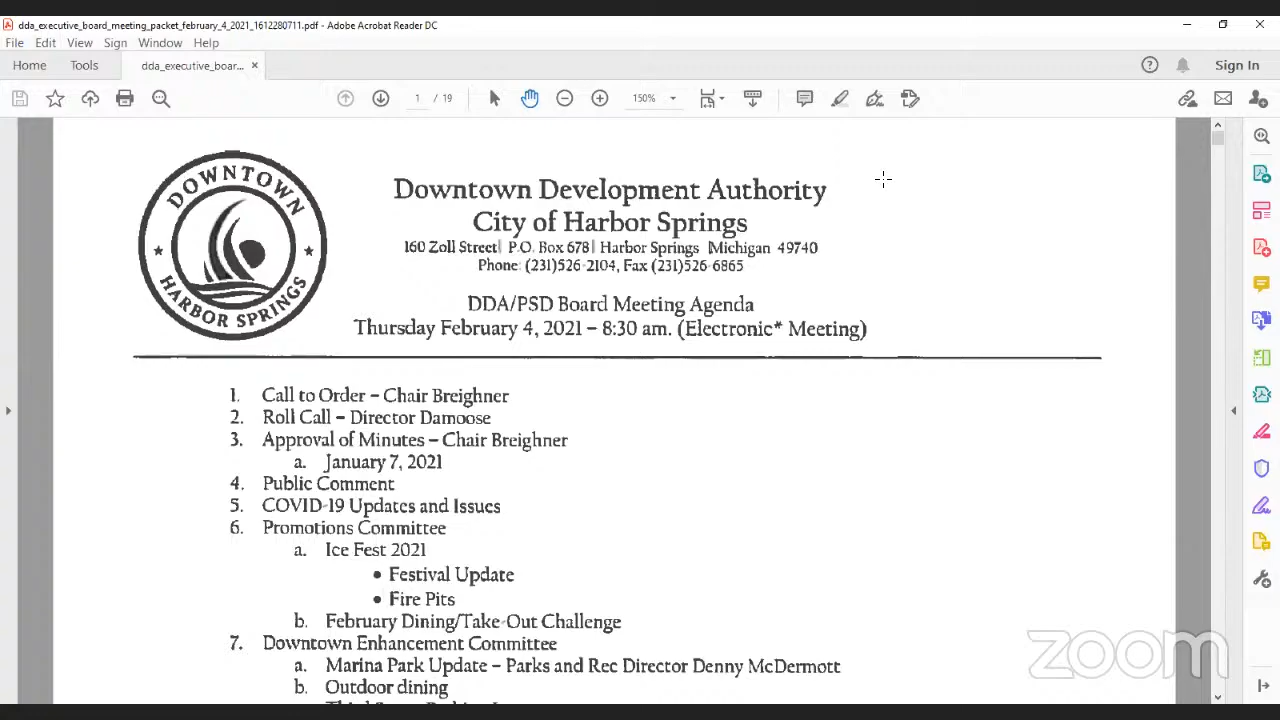 dda_executive_board_meeting_packet_february_4_2021_1612280711.pdf - Adobe Acrobat Reader DC
File Edit View Sign Window Help
Home Tools dda_executive_boar... × Sign In
1 / 19 150%
DOWNTOWN
HARBOR SPRINGS
Downtown Development Authority
City of Harbor Springs
160 Zoll Street| P.O. Box 678| Harbor Springs Michigan 49740
Phone: (231)526-2104, Fax (231)526-6865
DDA/PSD Board Meeting Agenda
Thursday February 4, 2021 – 8:30 am. (Electronic* Meeting)
1. Call to Order – Chair Breighner
2. Roll Call – Director Damoose
3. Approval of Minutes – Chair Breighner
a. January 7, 2021
4. Public Comment
5. COVID-19 Updates and Issues
6. Promotions Committee
a. Ice Fest 2021
• Festival Update
• Fire Pits
b. February Dining/Take-Out Challenge
7. Downtown Enhancement Committee
a. Marina Park Update – Parks and Rec Director Denny McDermott
b. Outdoor dining
zoom